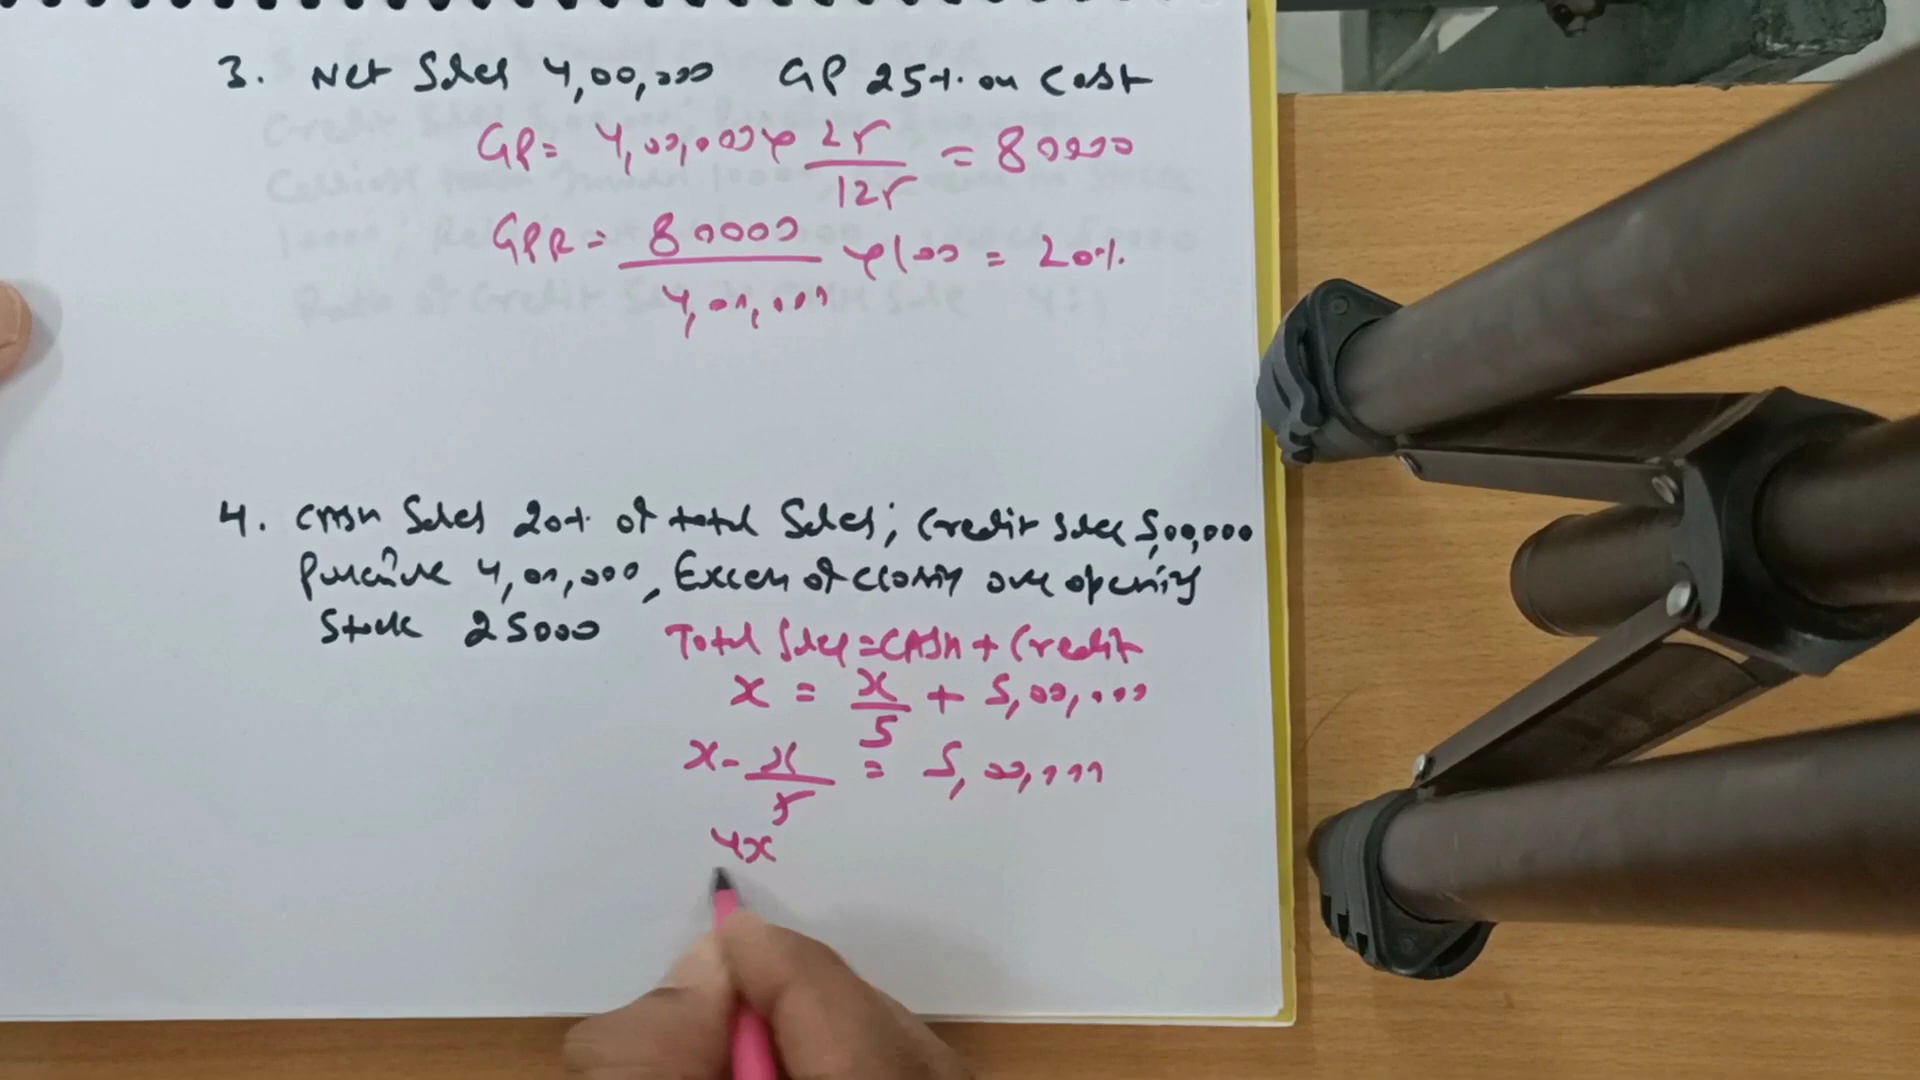 3. Net Sales 4,00,000 GP 25% on Cost
GP = 4,00,000 × 25/125 = 80000
GPR = 80000/4,00,000 × 100 = 20%
4. Cash Sales 20% of total Sales; Credit Sales 5,00,000
Purchase 4,00,000, Excess of closing over opening
Stock 25000
Total Sales = Cash + Credit
x = x/5 + 5,00,000
x - x/5 = 5,00,000
4x